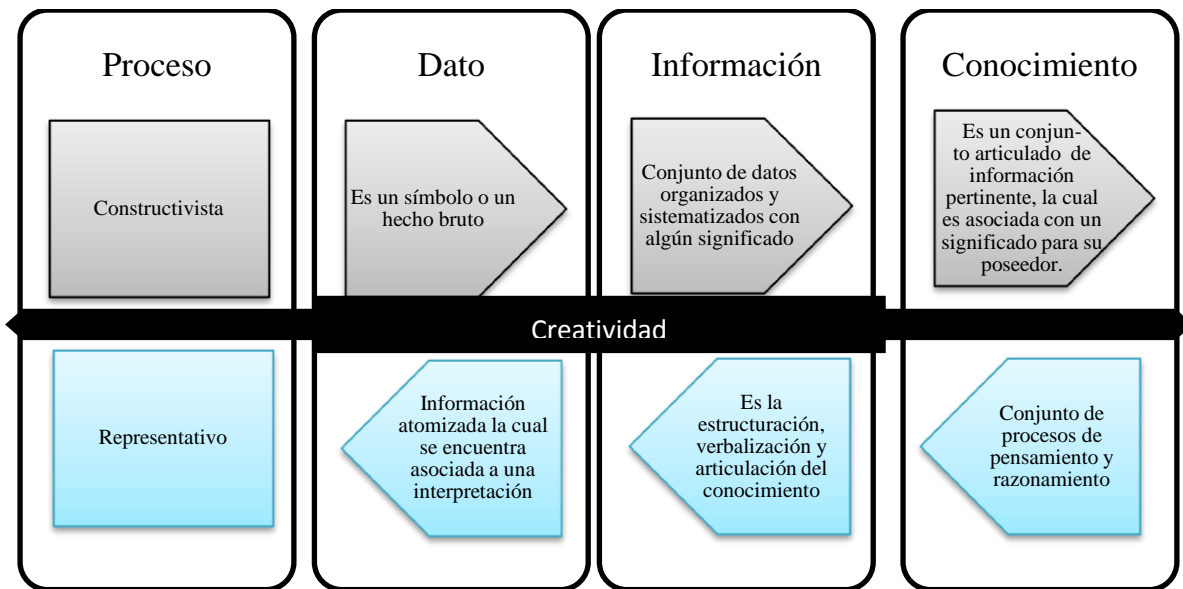 Proceso
Dato
Información
Conocimiento
Constructivista
Es un símbolo o un
hecho bruto
Conjunto de datos
organizados y
sistematizados con
algún significado
Es un conjun-
to articulado de
información
pertinente, la cual
es asociada con un
significado para su
poseedor.
Creatividad
Representativo
Información
atomizada la cual
se encuentra
asociada a una
interpretación
Es la
estructuración,
verbalización y
articulación del
conocimiento
Conjunto de
procesos de
pensamiento y
razonamiento